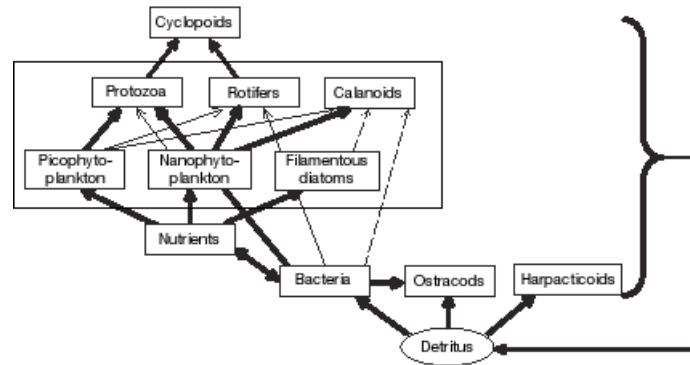 Cyclopoids
Protozoa
Rotifers
Calanoids
Picophyto-
plankton
Nanophyto-
plankton
Filamentous
diatoms
Nutrients
Bacteria
Ostracods
Harpacticoids
Detritus